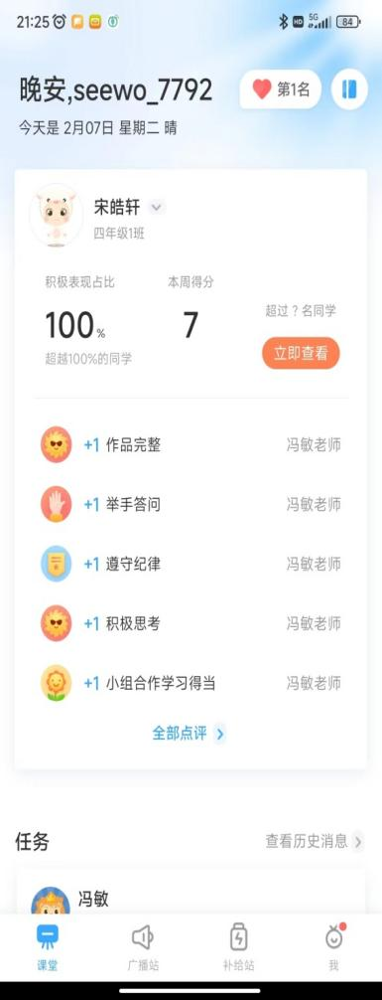 21:25
HD
5G
84
晚安,seewo_7792
第1名
今天是 2月07日 星期二 晴
宋皓轩
四年级1班
积极表现占比
本周得分
100%
7
超过 ? 名同学
超越100%的同学
立即查看
+1 作品完整 冯敏老师
+1 举手答问 冯敏老师
+1 遵守纪律 冯敏老师
+1 积极思考 冯敏老师
+1 小组合作学习得当 冯敏老师
全部点评
任务
查看历史消息
冯敏
课堂
广播站
补给站
我